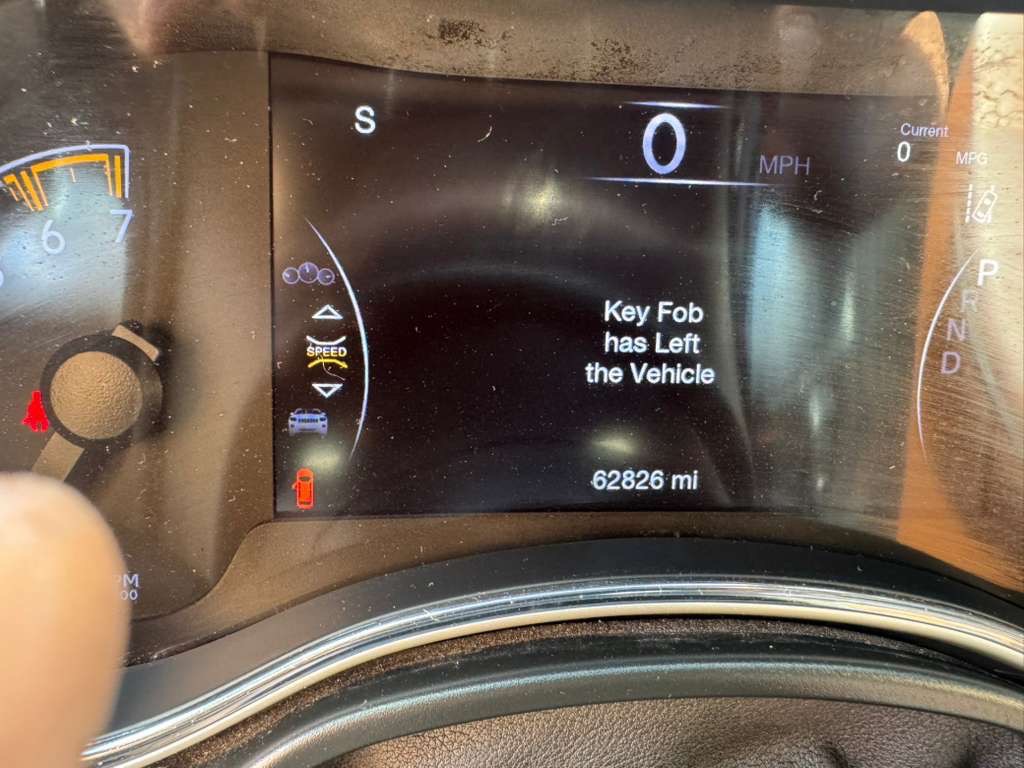 S
0
MPH
Current
0
MPG
6
7
P
R
N
D
SPEED
Key Fob
has Left
the Vehicle
62826 mi